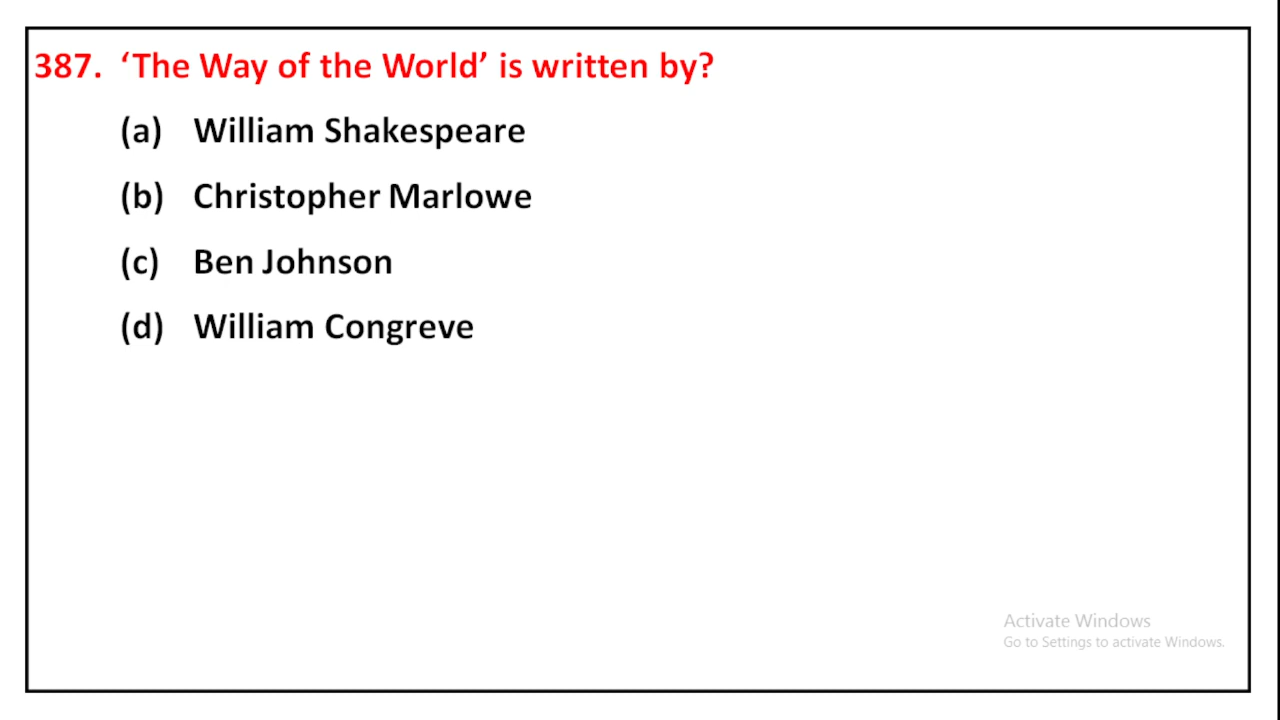 387. ‘The Way of the World’ is written by?
(a) William Shakespeare
(b) Christopher Marlowe
(c) Ben Johnson
(d) William Congreve
Activate Windows
Go to Settings to activate Windows.